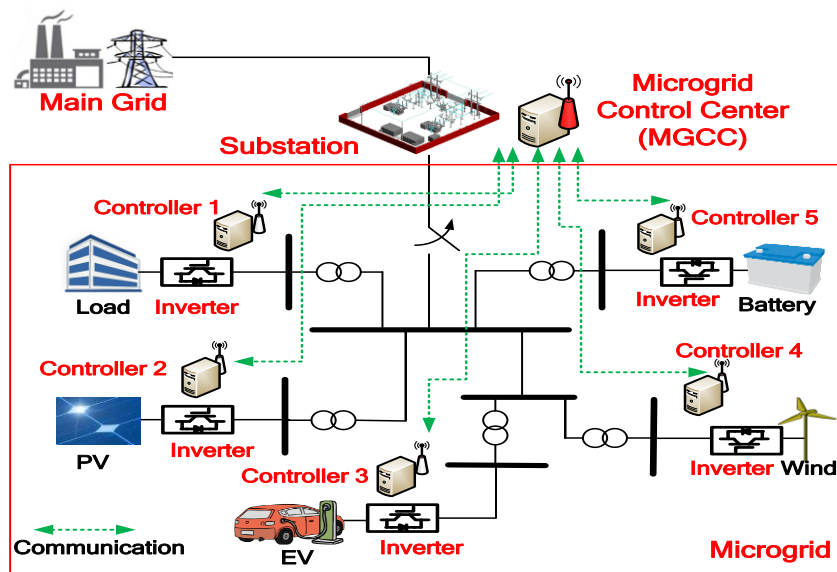 Main Grid
Substation
Microgrid
Control Center
(MGCC)
Controller 1
Controller 5
Load
Inverter
Inverter
Battery
Controller 2
Controller 4
PV
Inverter
Inverter
Wind
Controller 3
EV
Inverter
Communication
Microgrid